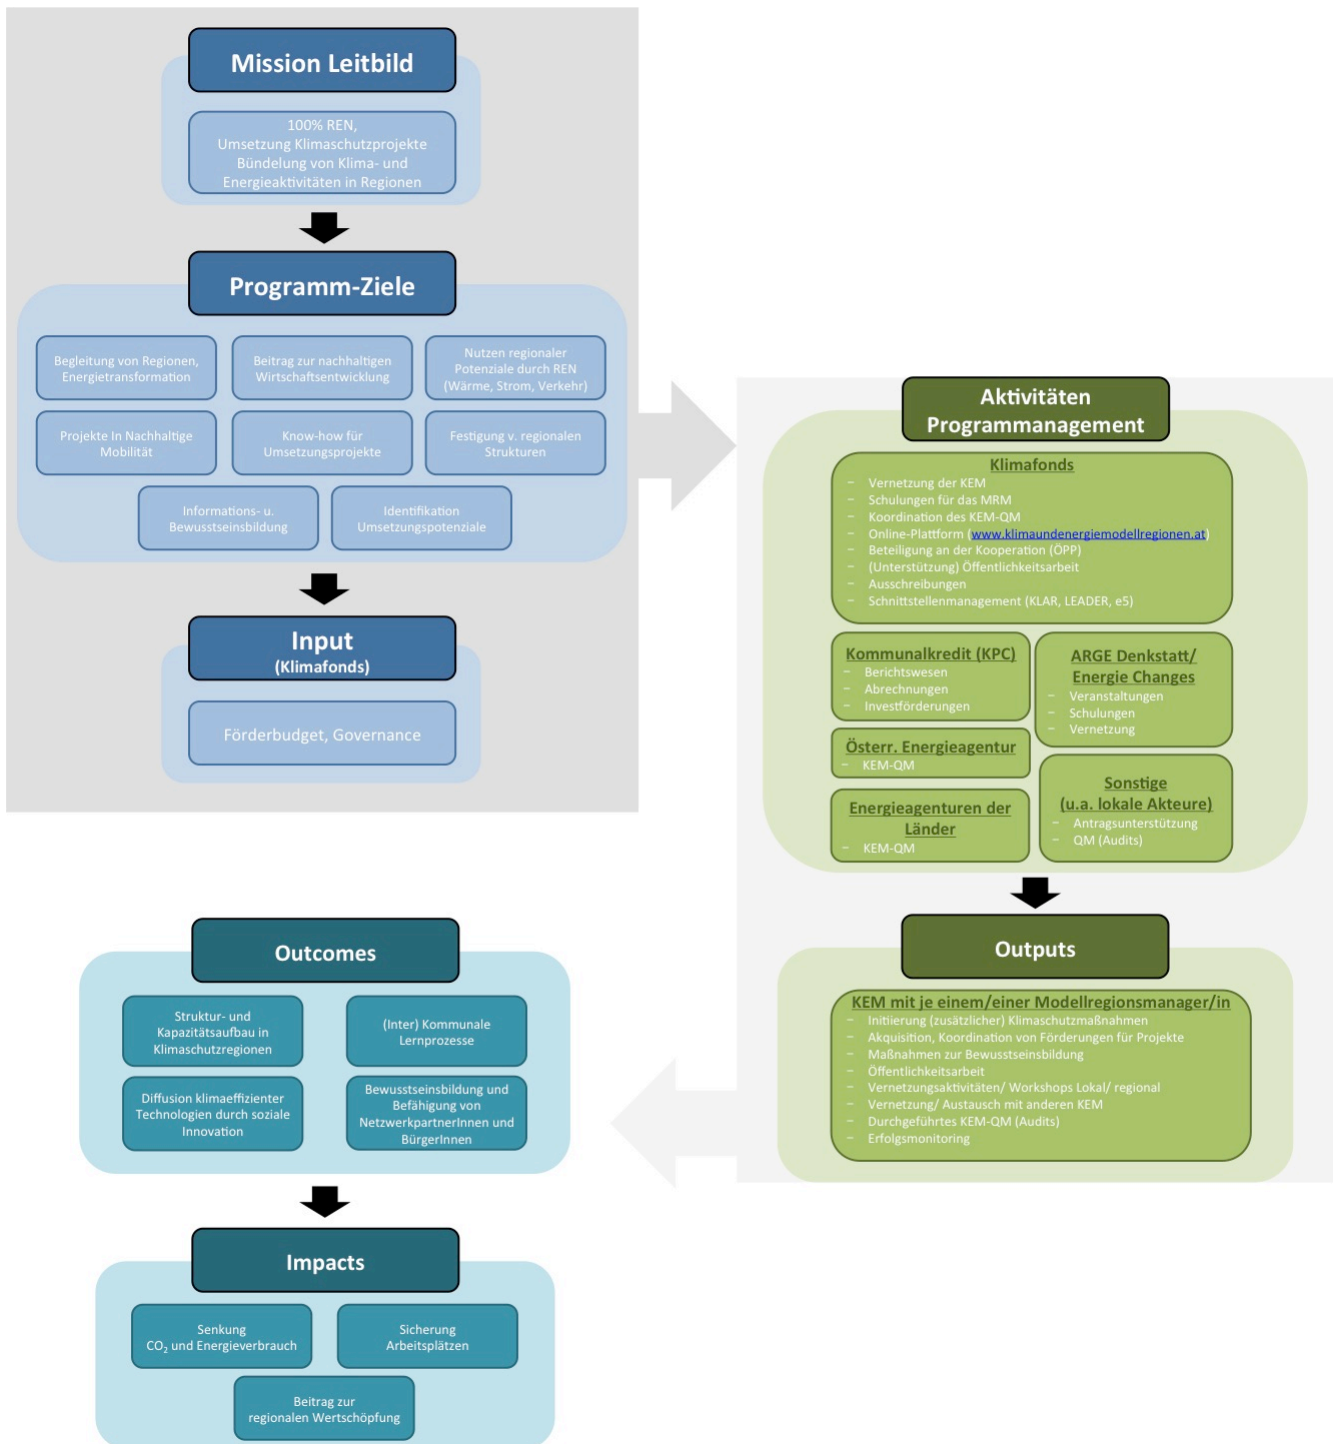 Mission Leitbild
100% REN,
Umsetzung Klimaschutzprojekte
Bündelung von Klima- und
Energieaktivitäten in Regionen
Programm-Ziele
Begleitung von Regionen,
Energietransformation
Beitrag zur nachhaltigen
Wirtschaftsentwicklung
Nutzen regionaler
Potenziale durch REN
(Wärme, Strom, Verkehr)
Projekte In Nachhaltige
Mobilität
Know-how für
Umsetzungsprojekte
Festigung v. regionalen
Strukturen
Informations- u.
Bewusstseinsbildung
Identifikation
Umsetzungspotenziale
Input
(Klimafonds)
Förderbudget, Governance
Aktivitäten
Programmanagement
Klimafonds
– Vernetzung der KEM
– Schulungen für das MRM
– Koordination des KEM-QM
– Online-Plattform (www.klimaundenergiemodellregionen.at)
– Beteiligung an der Kooperation (ÖPP)
– (Unterstützung) Öffentlichkeitsarbeit
– Ausschreibungen
– Schnittstellenmanagement (KLAR, LEADER, e5)
Kommunalkredit (KPC)
– Berichtswesen
– Abrechnungen
– Investförderungen
ARGE Denkstatt/
Energie Changes
– Veranstaltungen
– Schulungen
– Vernetzung
Österr. Energieagentur
– KEM-QM
Sonstige
(u.a. lokale Akteure)
– Antragsunterstützung
– QM (Audits)
Energieagenturen der
Länder
– KEM-QM
Outputs
KEM mit je einem/einer Modellregionsmanager/in
– Initiierung (zusätzlicher) Klimaschutzmaßnahmen
– Akquisition, Koordination von Förderungen für Projekte
– Maßnahmen zur Bewusstseinsbildung
– Öffentlichkeitsarbeit
– Vernetzungsaktivitäten/ Workshops Lokal/ regional
– Vernetzung/ Austausch mit anderen KEM
– Durchgeführtes KEM-QM (Audits)
– Erfolgsmonitoring
Outcomes
Struktur- und
Kapazitätsaufbau in
Klimaschutzregionen
(Inter) Kommunale
Lernprozesse
Diffusion klimaeffizienter
Technologien durch soziale
Innovation
Bewusstseinsbildung und
Befähigung von
NetzwerkpartnerInnen und
BürgerInnen
Impacts
Senkung
CO₂ und Energieverbrauch
Sicherung
Arbeitsplätzen
Beitrag zur
regionalen Wertschöpfung